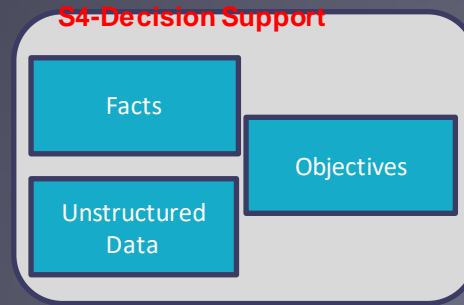 S4-Decision Support
Facts
Objectives
Unstructured
Data